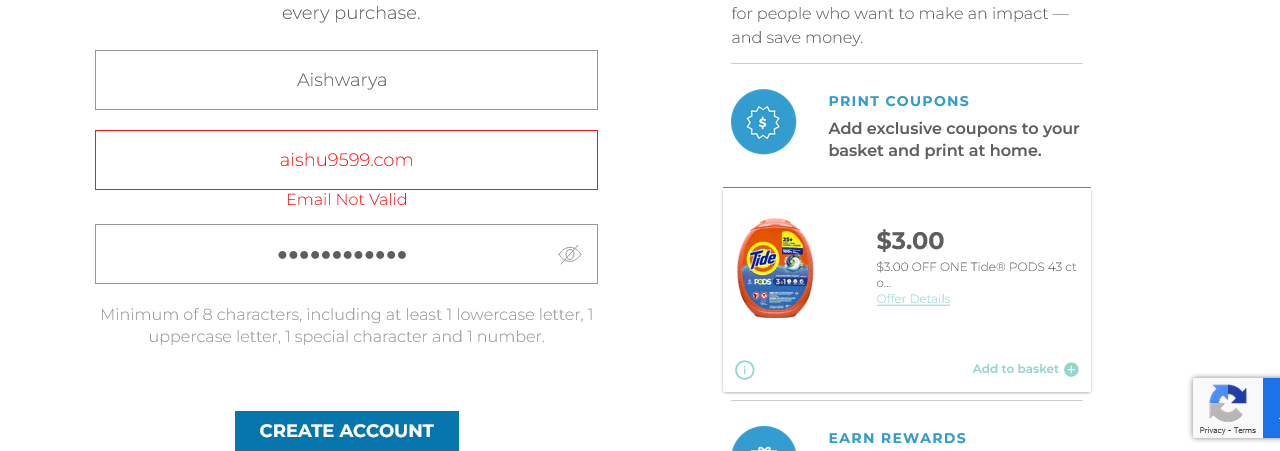 every purchase.
Aishwarya
aishu9599.com
Email Not Valid
Minimum of 8 characters, including at least 1 lowercase letter, 1
uppercase letter, 1 special character and 1 number.
CREATE ACCOUNT
for people who want to make an impact —
and save money.
PRINT COUPONS
Add exclusive coupons to your
basket and print at home.
Tide
PODS
3in1
$3.00
$3.00 OFF ONE Tide® PODS 43 ct
o...
Offer Details
Add to basket
EARN REWARDS
Privacy - Terms